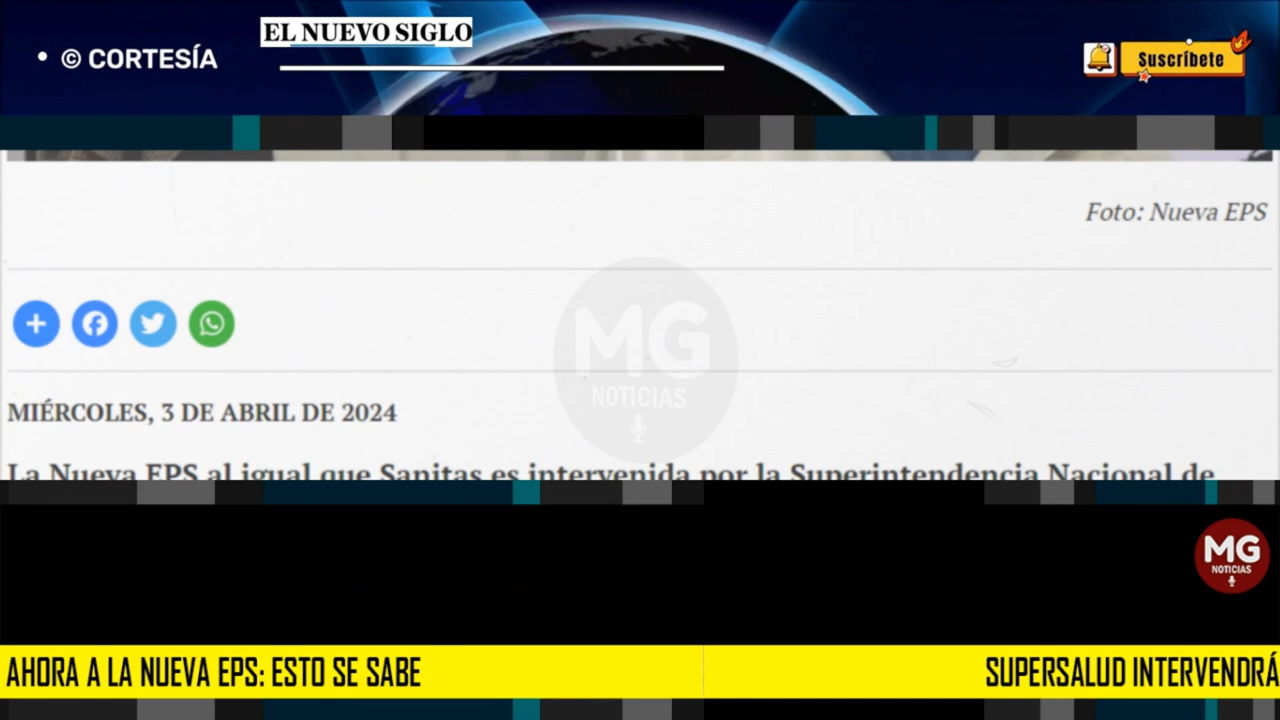 • © CORTESÍA
EL NUEVO SIGLO
Suscríbete
Foto: Nueva EPS
MG
NOTICIAS
MIÉRCOLES, 3 DE ABRIL DE 2024
La Nueva EPS al igual que Sanitas es intervenida por la Superintendencia Nacional de
MG
NOTICIAS
AHORA A LA NUEVA EPS: ESTO SE SABE
SUPERSALUD INTERVENDRÁ